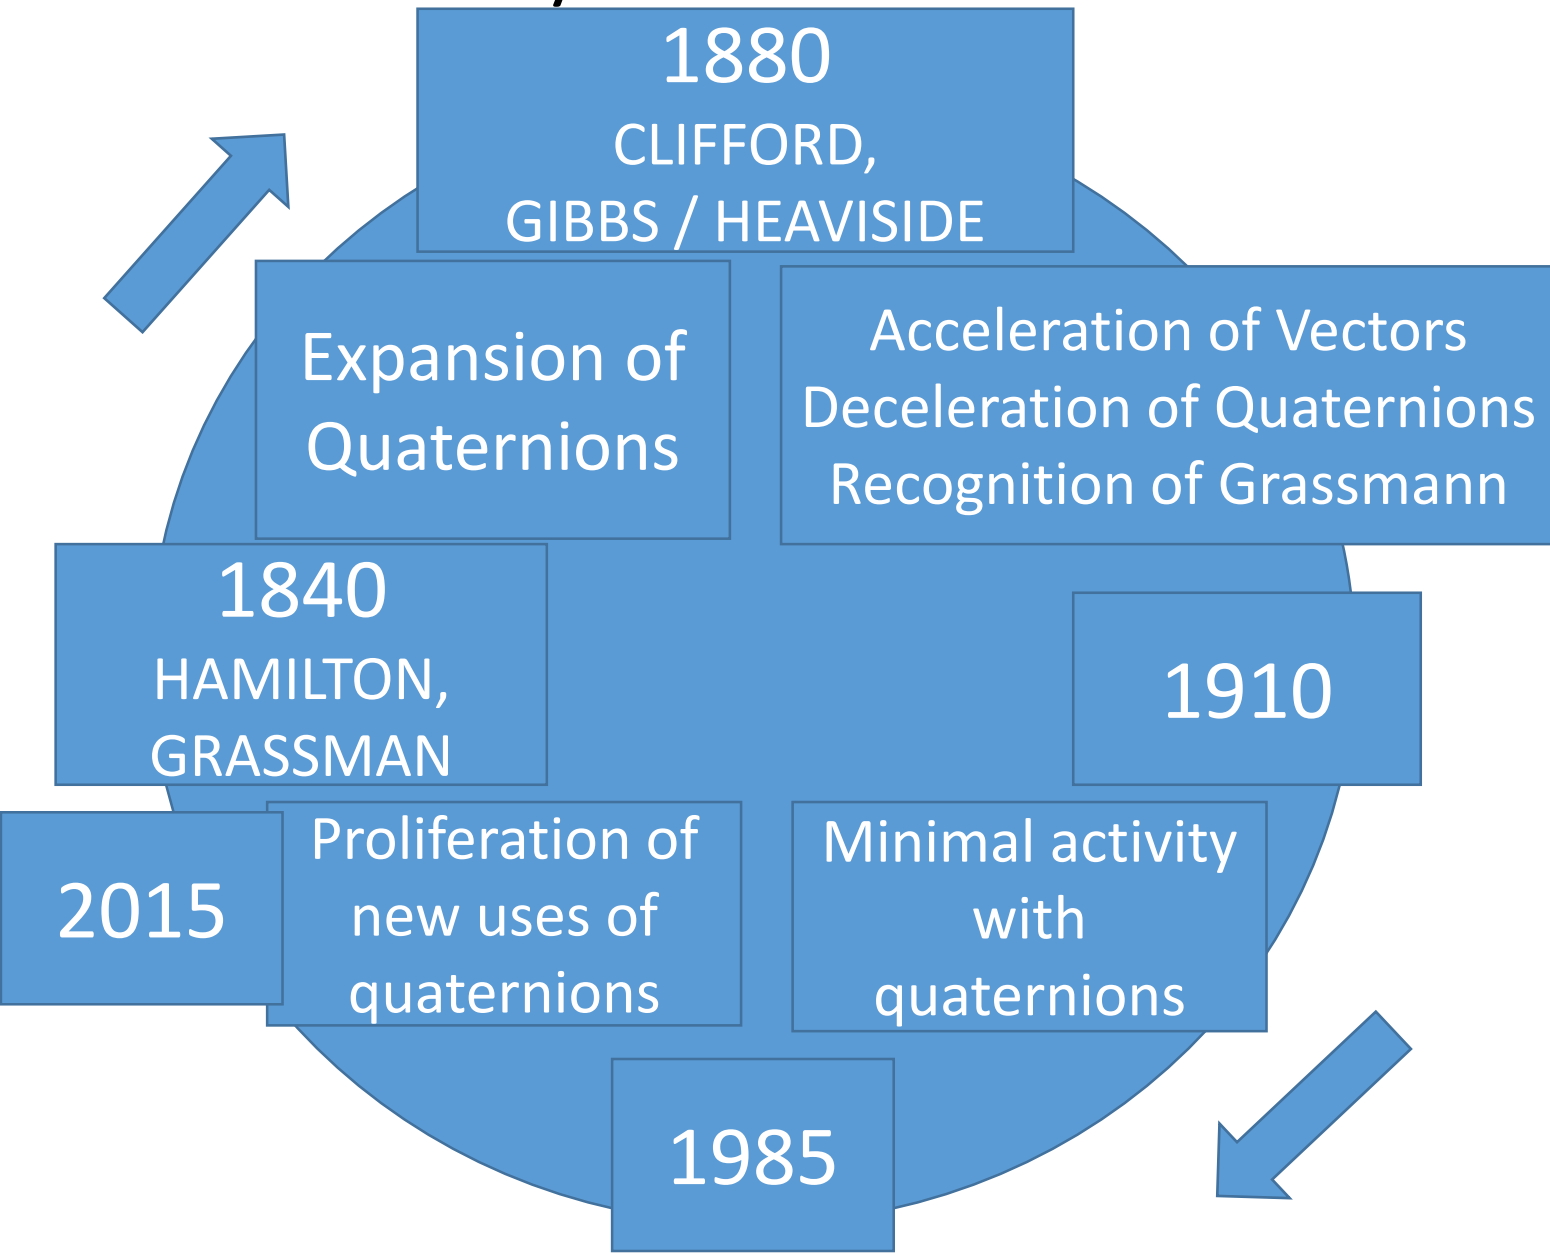 1880
CLIFFORD,
GIBBS / HEAVISIDE
Expansion of
Quaternions
Acceleration of Vectors
Deceleration of Quaternions
Recognition of Grassmann
1840
HAMILTON,
GRASSMAN
1910
2015
Proliferation of
new uses of
quaternions
Minimal activity
with
quaternions
1985